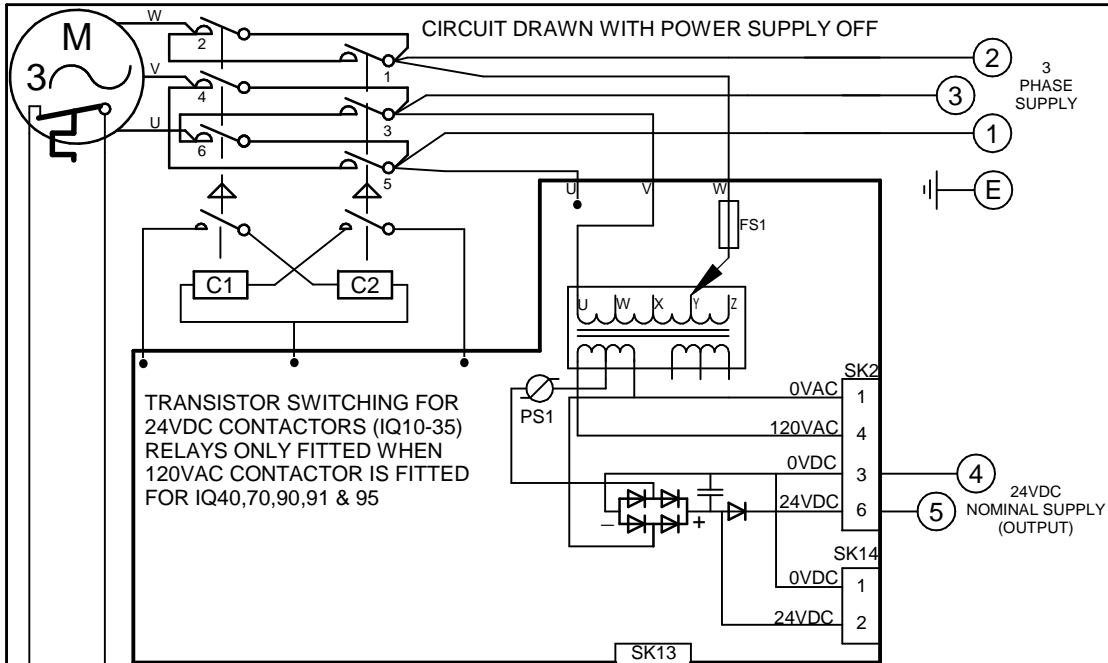 CIRCUIT DRAWN WITH POWER SUPPLY OFF
W
M
3
V
U
2
4
6
1
3
5
2
3
1
E
3
PHASE
SUPPLY
C1
C2
U
V
W
FS1
U
W
X
Y
Z
PS1
TRANSISTOR SWITCHING FOR
24VDC CONTACTORS (IQ10-35)
RELAYS ONLY FITTED WHEN
120VAC CONTACTOR IS FITTED
FOR IQ40,70,90,91 & 95
SK2
0VAC 1
120VAC 4
0VDC 3
24VDC 6
4
5
24VDC
NOMINAL SUPPLY
(OUTPUT)
− +
SK14
0VDC 1
24VDC 2
SK13